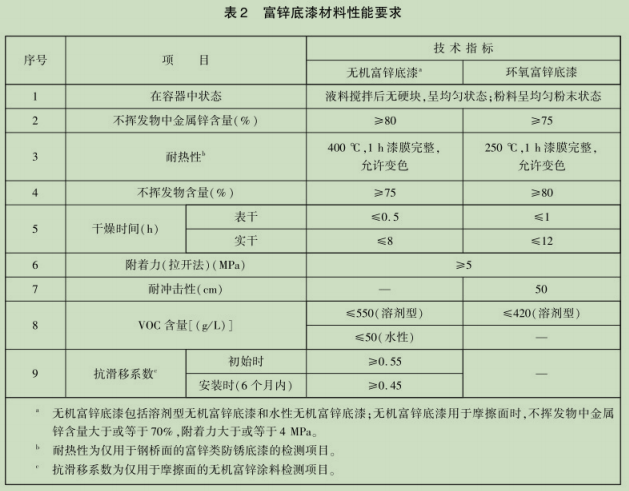 表2 富锌底漆材料性能要求
序号 项 目 技术指标
无机富锌底漆ᵃ 环氧富锌底漆
1 在容器中状态 液料搅拌后无硬块,呈均匀状态;粉料呈均匀粉末状态
2 不挥发物中金属锌含量(%) ≥80 ≥75
3 耐热性ᵇ 400 ℃,1 h漆膜完整, 250 ℃,1 h漆膜完整,
允许变色 允许变色
4 不挥发物含量(%) ≥75 ≥80
5 干燥时间(h) 表干 ≤0.5 ≤1
实干 ≤8 ≤12
6 附着力(拉开法)(MPa) ≥5
7 耐冲击性(cm) — 50
8 VOC 含量[(g/L)] ≤550(溶剂型) ≤420(溶剂型)
≤50(水性) —
9 抗滑移系数ᶜ 初始时 ≥0.55 —
安装时(6个月内) ≥0.45
ᵃ 无机富锌底漆包括溶剂型无机富锌底漆和水性无机富锌底漆;无机富锌底漆用于摩擦面时,不挥发物中金属
锌含量大于或等于70%,附着力大于或等于4 MPa。
ᵇ 耐热性为仅用于钢桥面的富锌类防锈底漆的检测项目。
ᶜ 抗滑移系数为仅用于摩擦面的无机富锌涂料检测项目。